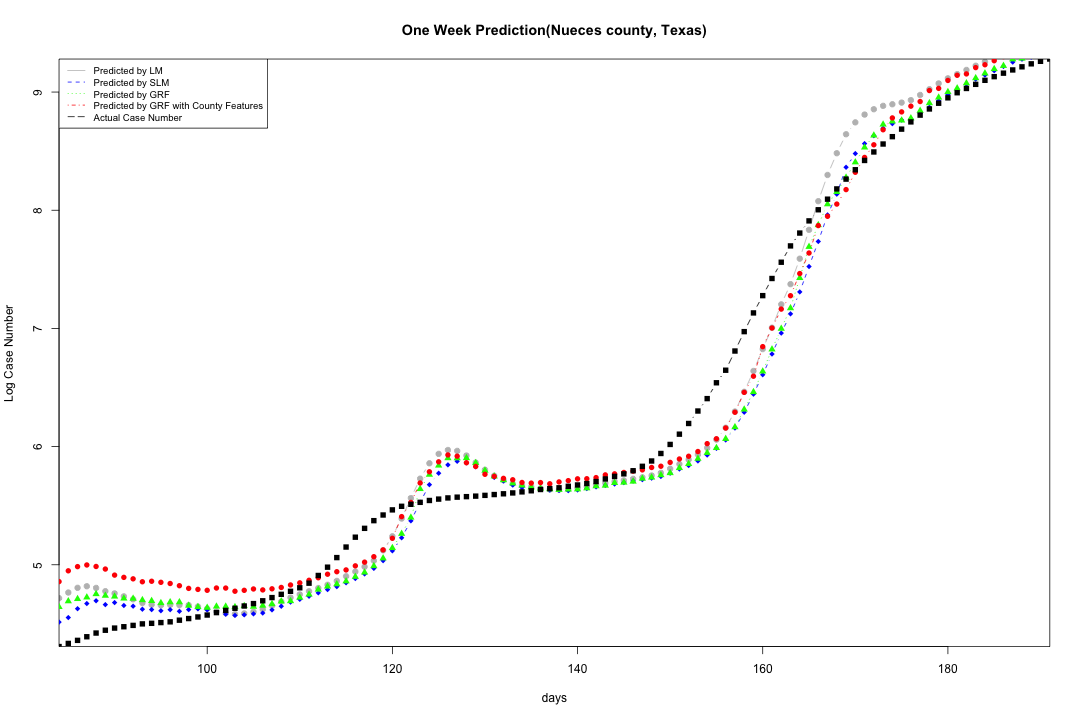 One Week Prediction(Nueces county, Texas)
Predicted by LM
Predicted by SLM
Predicted by GRF
Predicted by GRF with County Features
Actual Case Number
9
8
7
6
5
Log Case Number
100
120
140
160
180
days